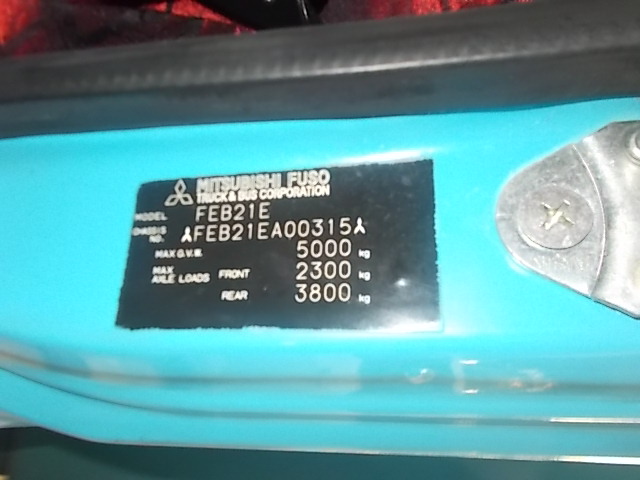 MITSUBISHI FUSO
TRUCK & BUS CORPORATION
MODEL FEB21E
CHASSIS NO. FEB21EA00315
MAX G.V.W. 5000 kg
MAX AXLE LOADS FRONT 2300 kg
REAR 3800 kg